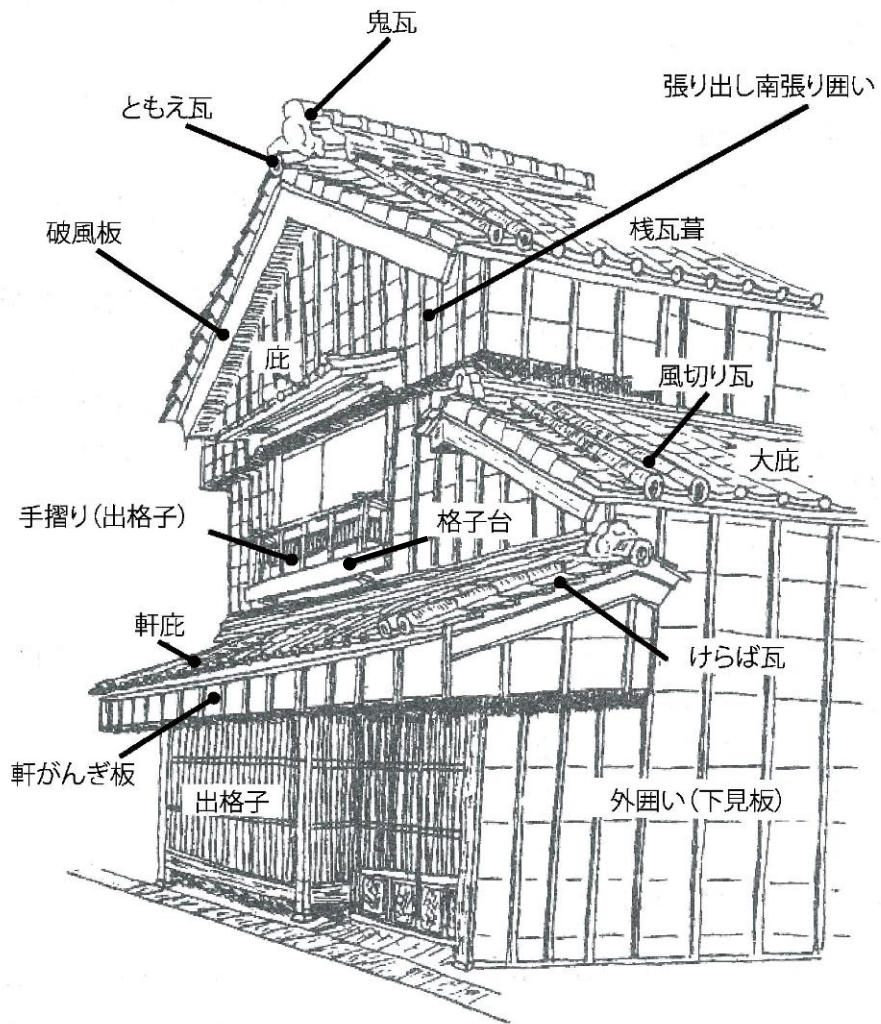 鬼瓦
張り出し南張り囲い
ともえ瓦
破風板
桟瓦葺
庇
風切り瓦
大庇
手摺り（出格子）
格子台
軒庇
けらば瓦
軒がんぎ板
出格子
外囲い（下見板）